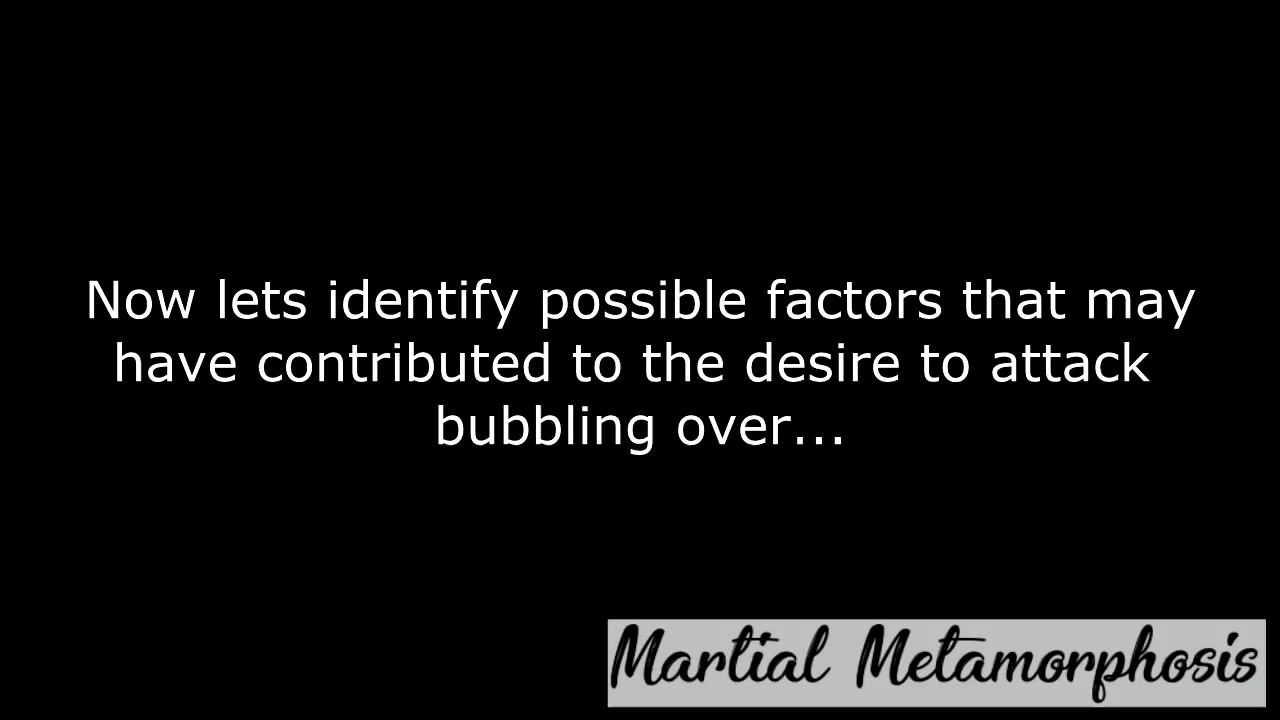 Now lets identify possible factors that may
have contributed to the desire to attack
bubbling over...
Martial Metamorphosis